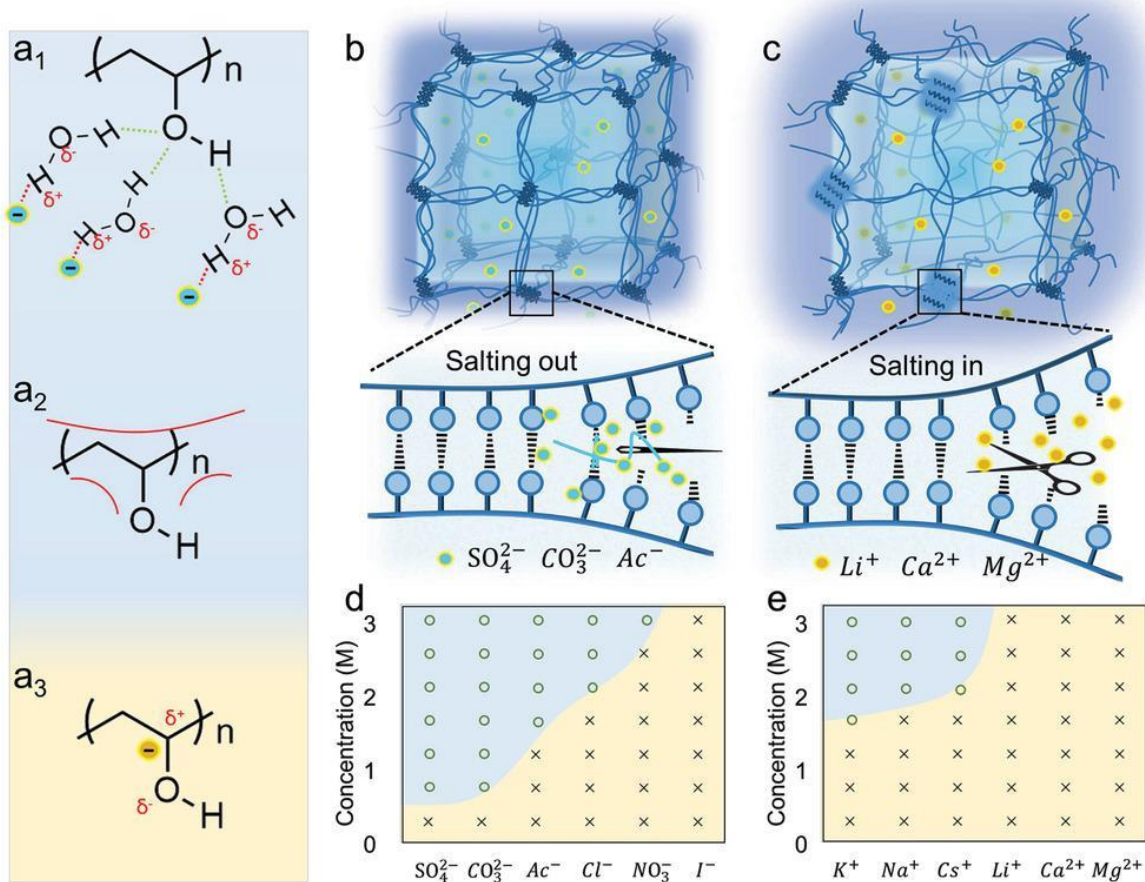 a₁
n
O
H
H
O
δ⁻
H
δ⁺
−
H
O
δ⁻
H
δ⁺
−
O
H
δ⁻
H
δ⁺
−
a₂
n
O
H
a₃
δ⁺
n
−
O
δ⁻
H
b
Salting out
SO₄²⁻ CO₃²⁻ Ac⁻
c
Salting in
Li⁺ Ca²⁺ Mg²⁺
d
Concentration (M)
3
2
1
0
SO₄²⁻ CO₃²⁻ Ac⁻ Cl⁻ NO₃⁻ I⁻
e
Concentration (M)
3
2
1
0
K⁺ Na⁺ Cs⁺ Li⁺ Ca²⁺ Mg²⁺